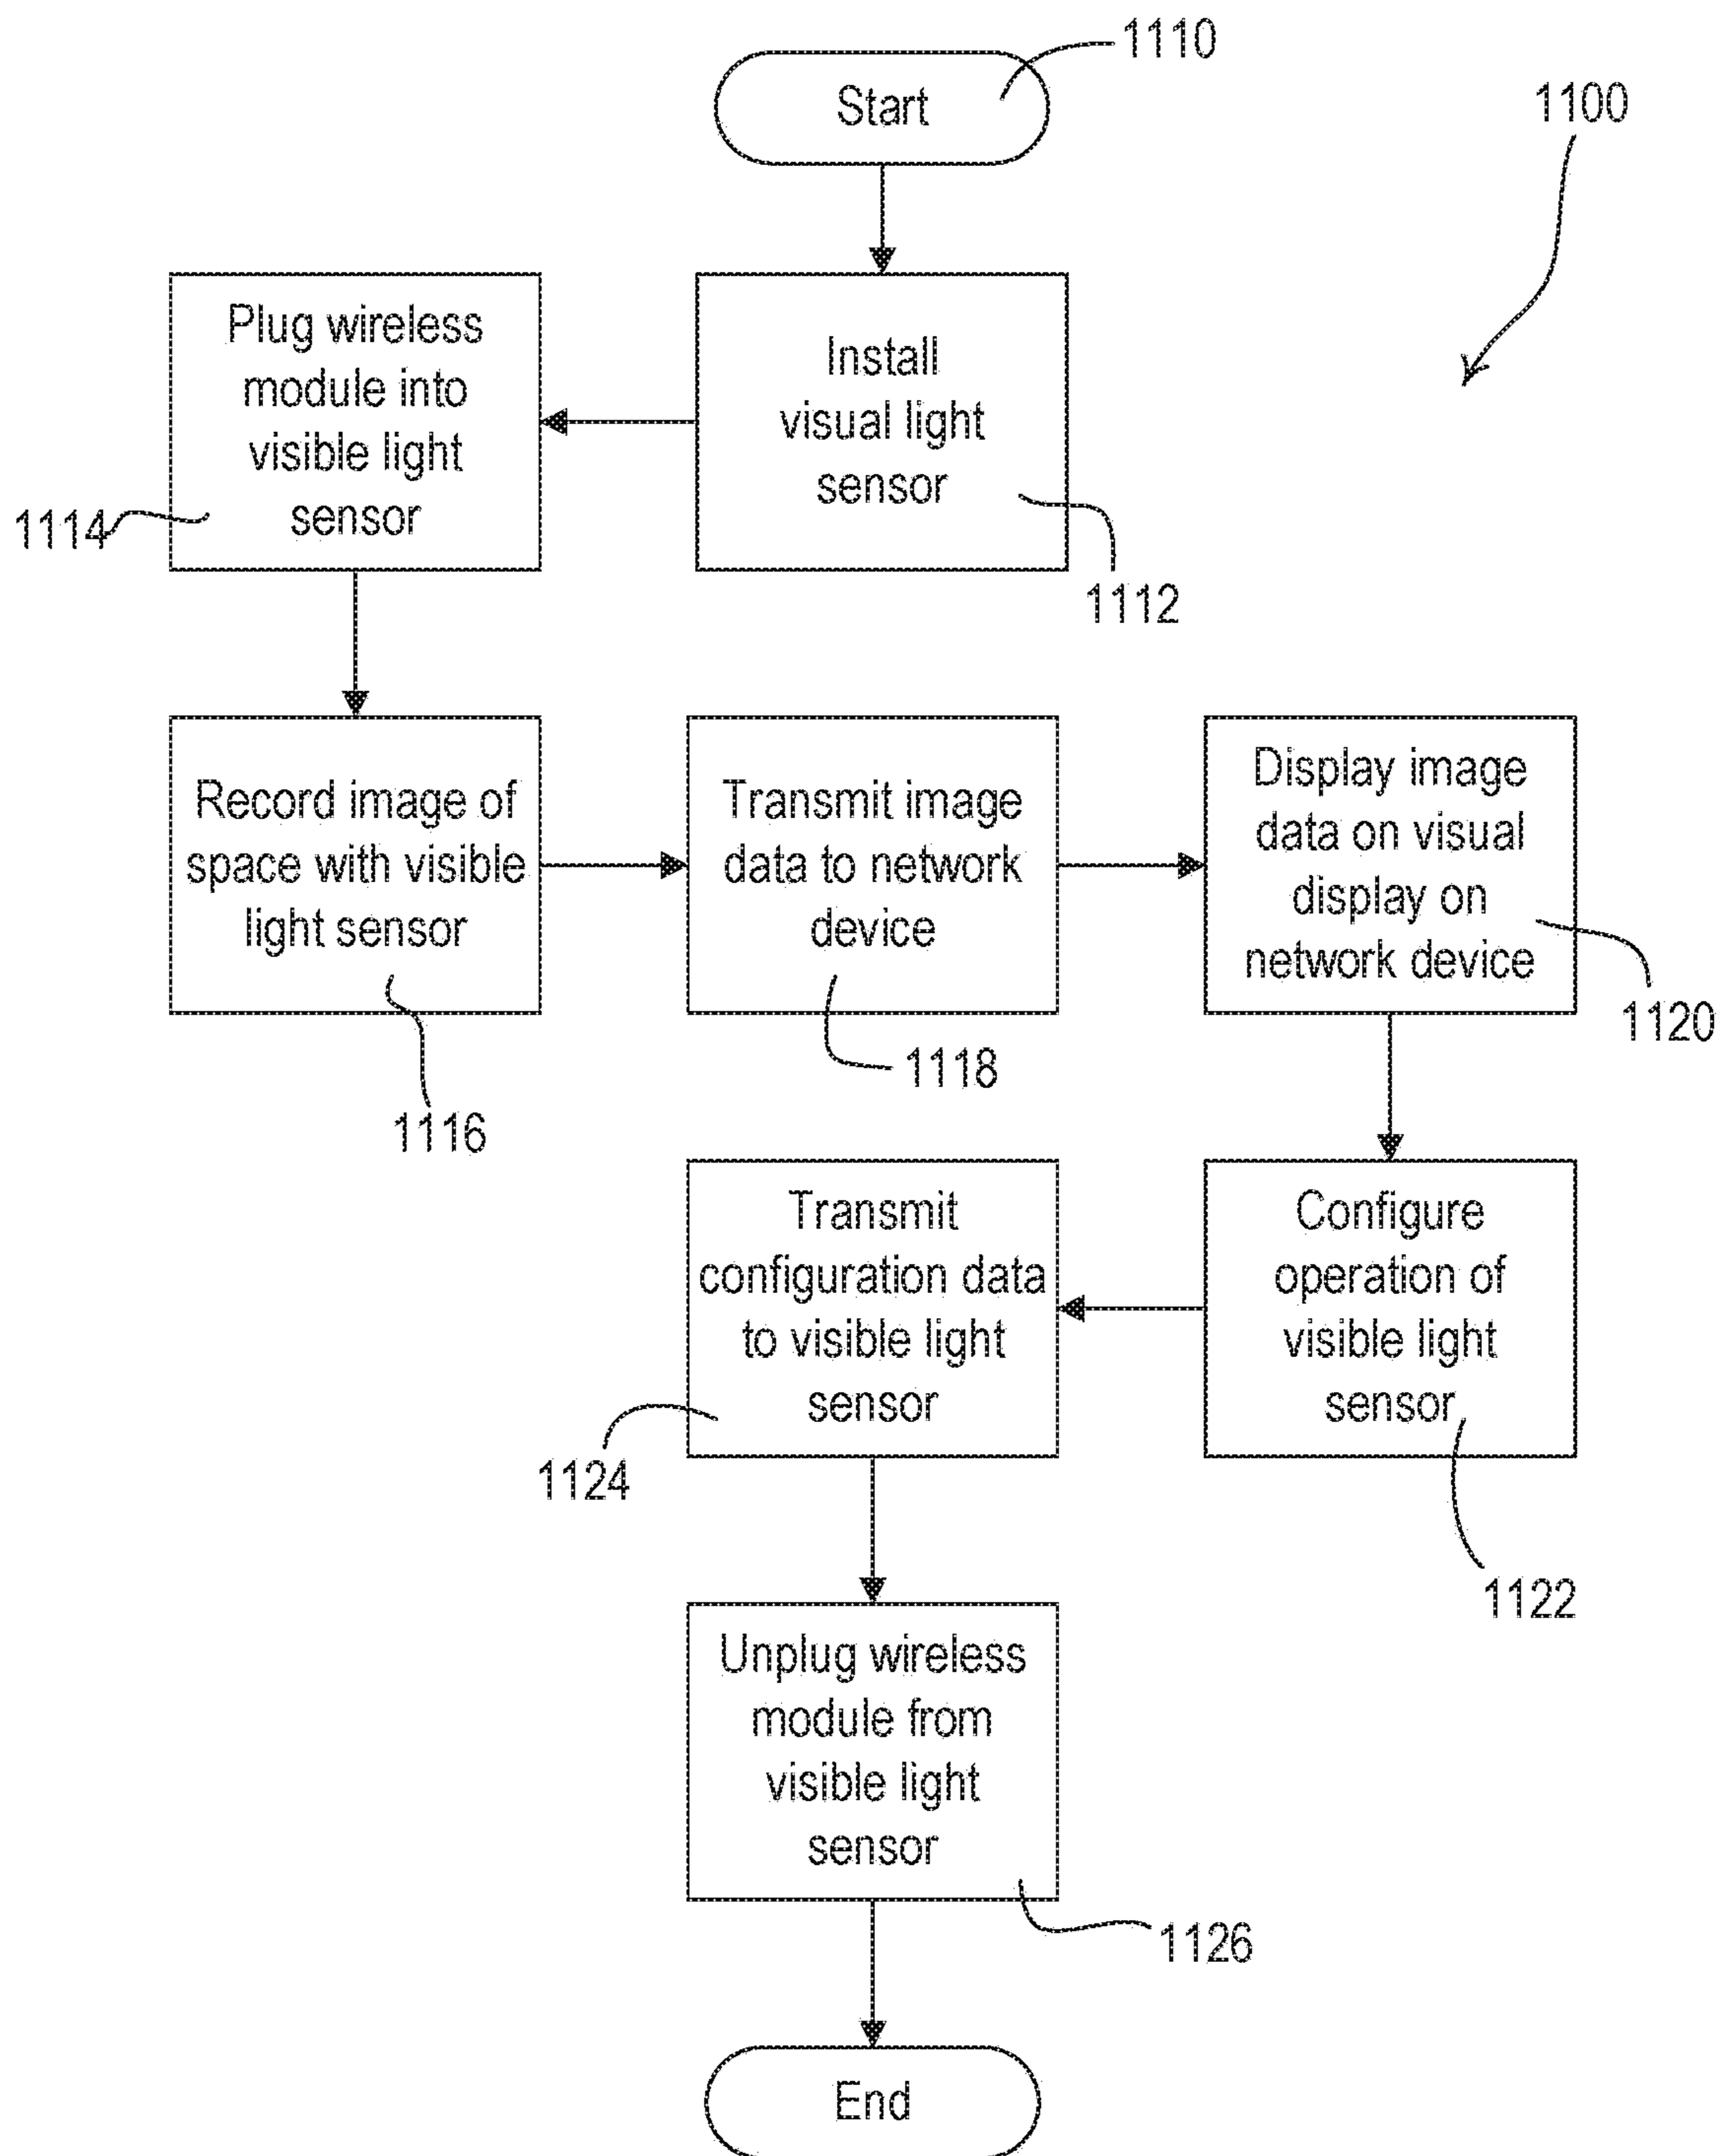 1110
Start
1100
Install
visual light
sensor
1112
Plug wireless
module into
visible light
sensor
1114
Record image of
space with visible
light sensor
1116
Transmit image
data to network
device
1118
Display image
data on visual
display on
network device
1120
Configure
operation of
visible light
sensor
1122
Transmit
configuration data
to visible light
sensor
1124
Unplug wireless
module from
visible light
sensor
1126
End